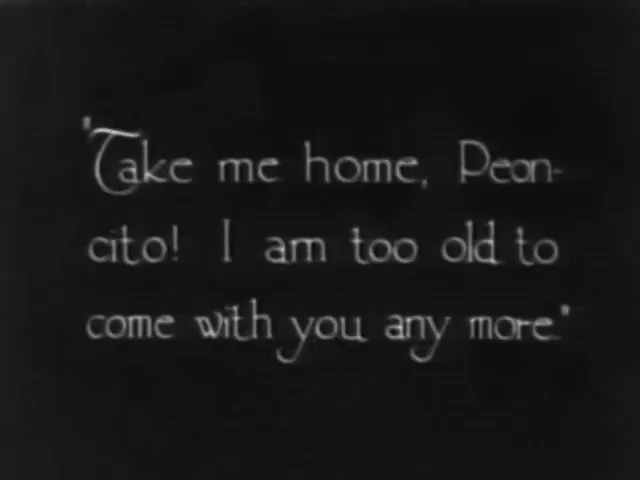 "Take me home, Peon-
cito! I am too old to
come with you any more."